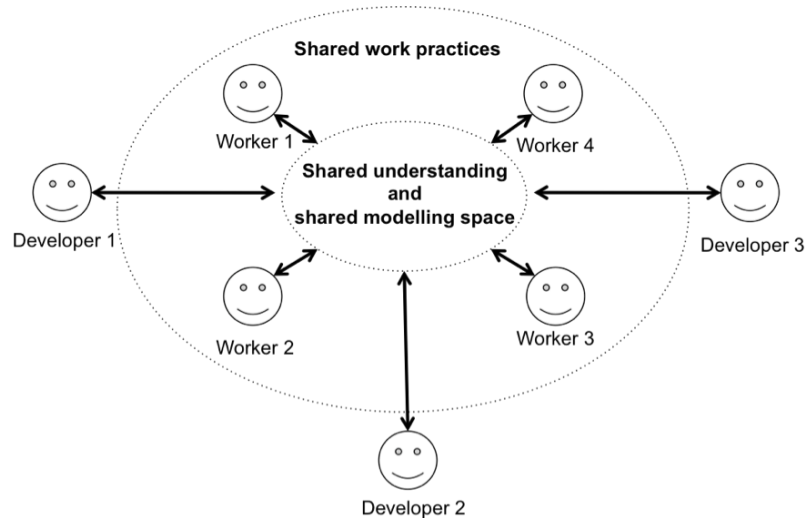 Shared work practices
Worker 1
Worker 4
Shared understanding
and
shared modelling space
Developer 1
Developer 3
Worker 2
Worker 3
Developer 2